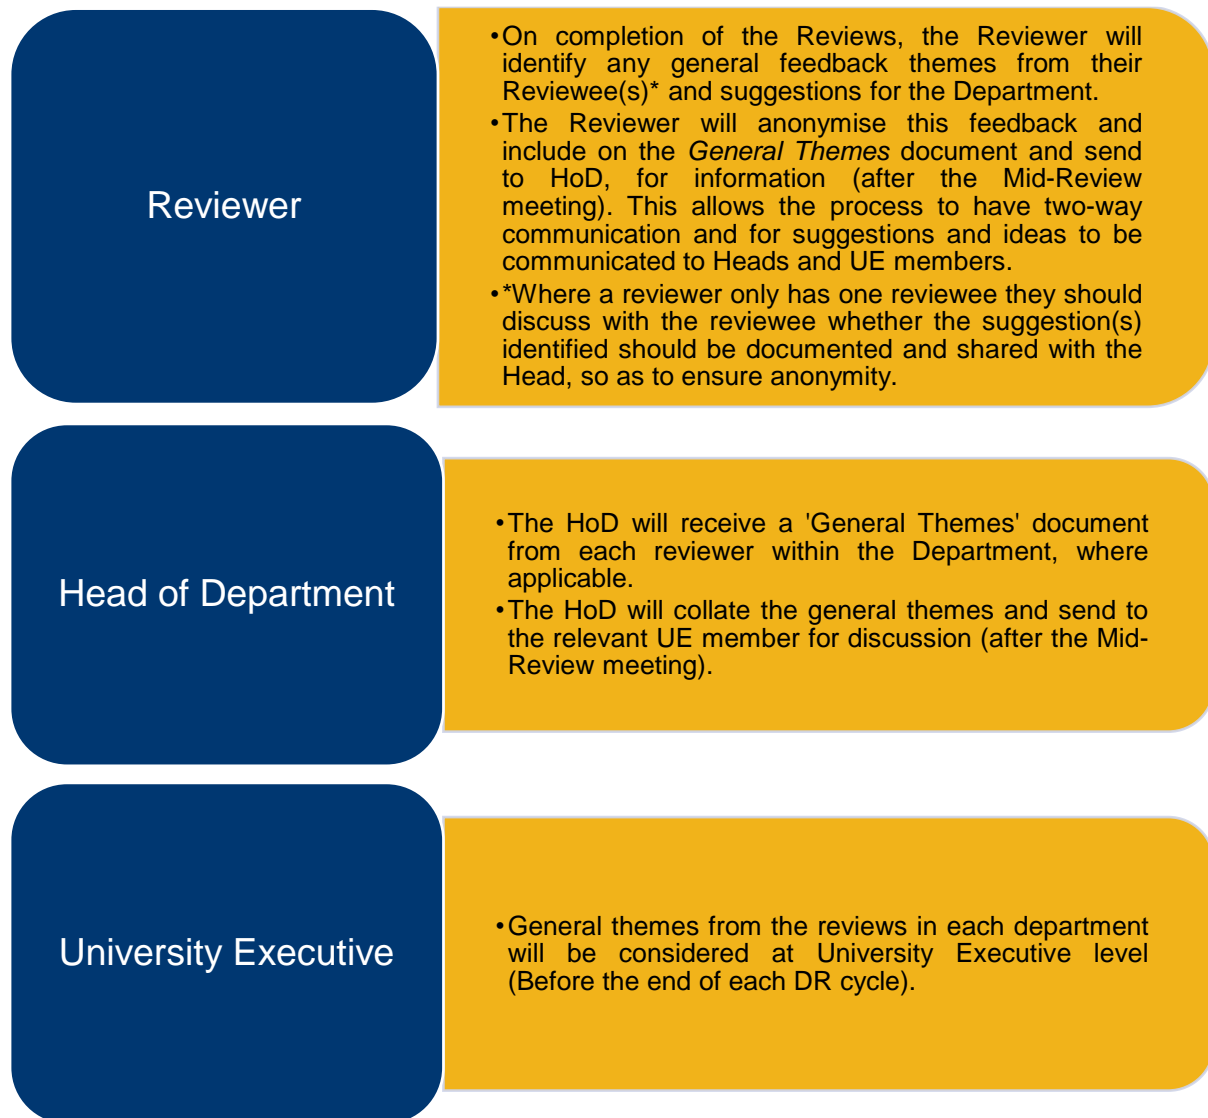 Reviewer
•On completion of the Reviews, the Reviewer will
identify any general feedback themes from their
Reviewee(s)* and suggestions for the Department.
•The Reviewer will anonymise this feedback and
include on the General Themes document and send
to HoD, for information (after the Mid-Review
meeting). This allows the process to have two-way
communication and for suggestions and ideas to be
communicated to Heads and UE members.
•*Where a reviewer only has one reviewee they should
discuss with the reviewee whether the suggestion(s)
identified should be documented and shared with the
Head, so as to ensure anonymity.
Head of Department
•The HoD will receive a 'General Themes' document
from each reviewer within the Department, where
applicable.
•The HoD will collate the general themes and send to
the relevant UE member for discussion (after the Mid-
Review meeting).
University Executive
•General themes from the reviews in each department
will be considered at University Executive level
(Before the end of each DR cycle).